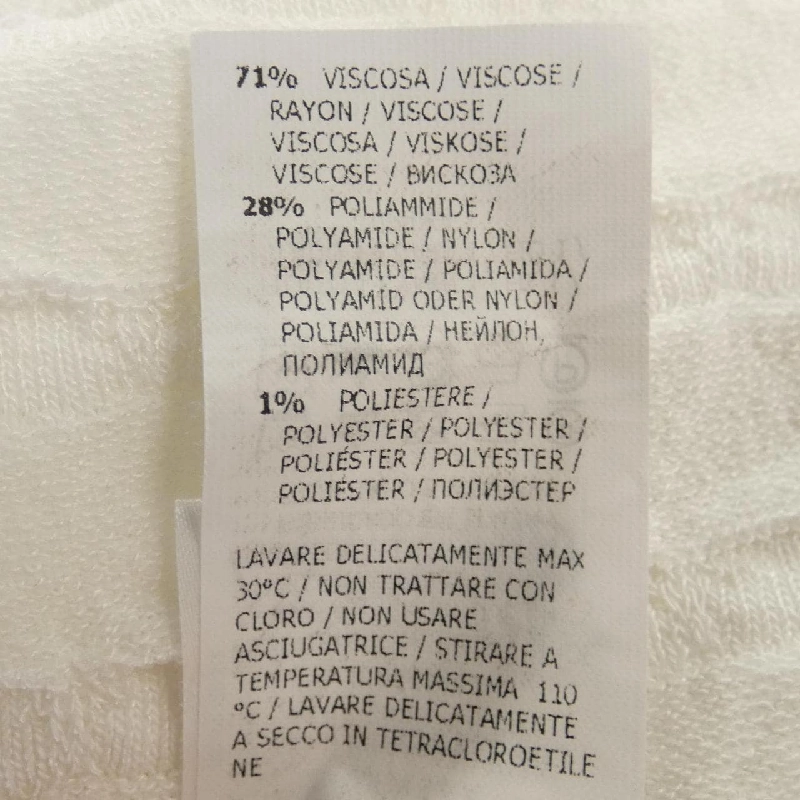 71% VISCOSA / VISCOSE /
RAYON / VISCOSE /
VISCOSA / VISKOSE /
VISCOSE / ВИСКОЗА
28% POLIAMMIDE /
POLYAMIDE / NYLON /
POLYAMIDE / POLIAMIDA /
POLYAMID ODER NYLON /
POLIAMIDA / НЕЙЛОН,
ПОЛИАМИД
1% POLIESTERE /
POLYESTER / POLYESTER /
POLIÉSTER / POLYESTER /
POLIÉSTER / ПОЛИЭСТЕР
LAVARE DELICATAMENTE MAX
30°C / NON TRATTARE CON
CLORO / NON USARE
ASCIUGATRICE / STIRARE A
TEMPERATURA MASSIMA 110
°C / LAVARE DELICATAMENTE
A SECCO IN TETRACLOROETILE
NE